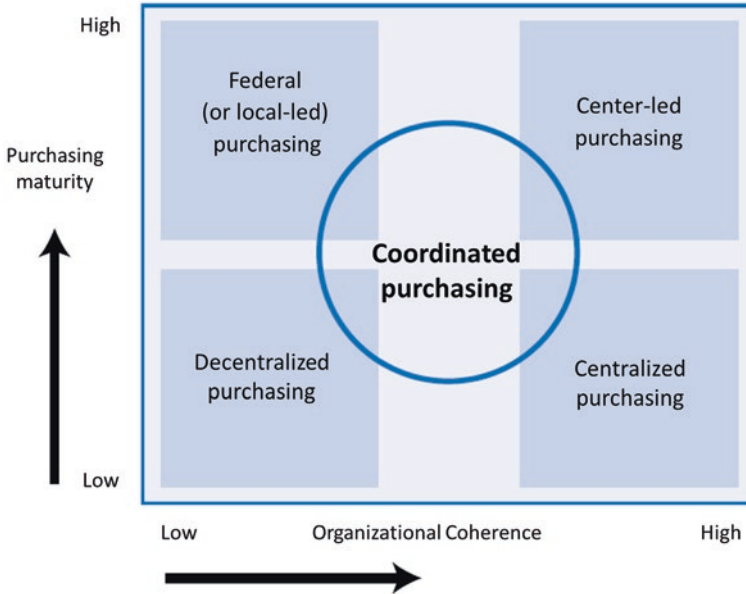 High
Federal
(or local-led)
purchasing
Center-led
purchasing
Purchasing
maturity
Coordinated
purchasing
Decentralized
purchasing
Centralized
purchasing
Low
Low
Organizational Coherence
High